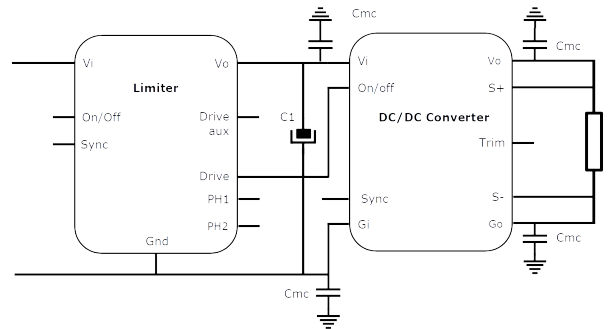 Cmc
Cmc
Vi
Vo
Limiter
On/Off
Sync
Drive
aux
Drive
PH1
PH2
Gnd
C1
Vi
On/off
DC/DC Converter
Vo
S+
Trim
Sync
Gi
S-
Go
Cmc
Cmc